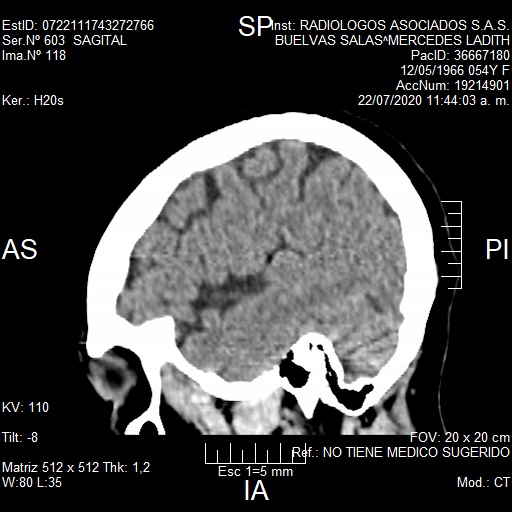 EstID: 0722111743272766
Ser.Nº 603 SAGITAL
Ima.Nº 118
Ker.: H20s
SP
Inst: RADIOLOGOS ASOCIADOS S.A.S.
BUELVAS SALAS^MERCEDES LADITH
PacID: 36667180
12/05/1966 054Y F
AccNum: 19214901
22/07/2020 11:44:03 a. m.
AS
PI
KV: 110
Tilt: -8
Matriz 512 x 512 Thk: 1,2
W:80 L:35
Esc 1=5 mm
IA
FOV: 20 x 20 cm
Ref.: NO TIENE MEDICO SUGERIDO
Mod.: CT